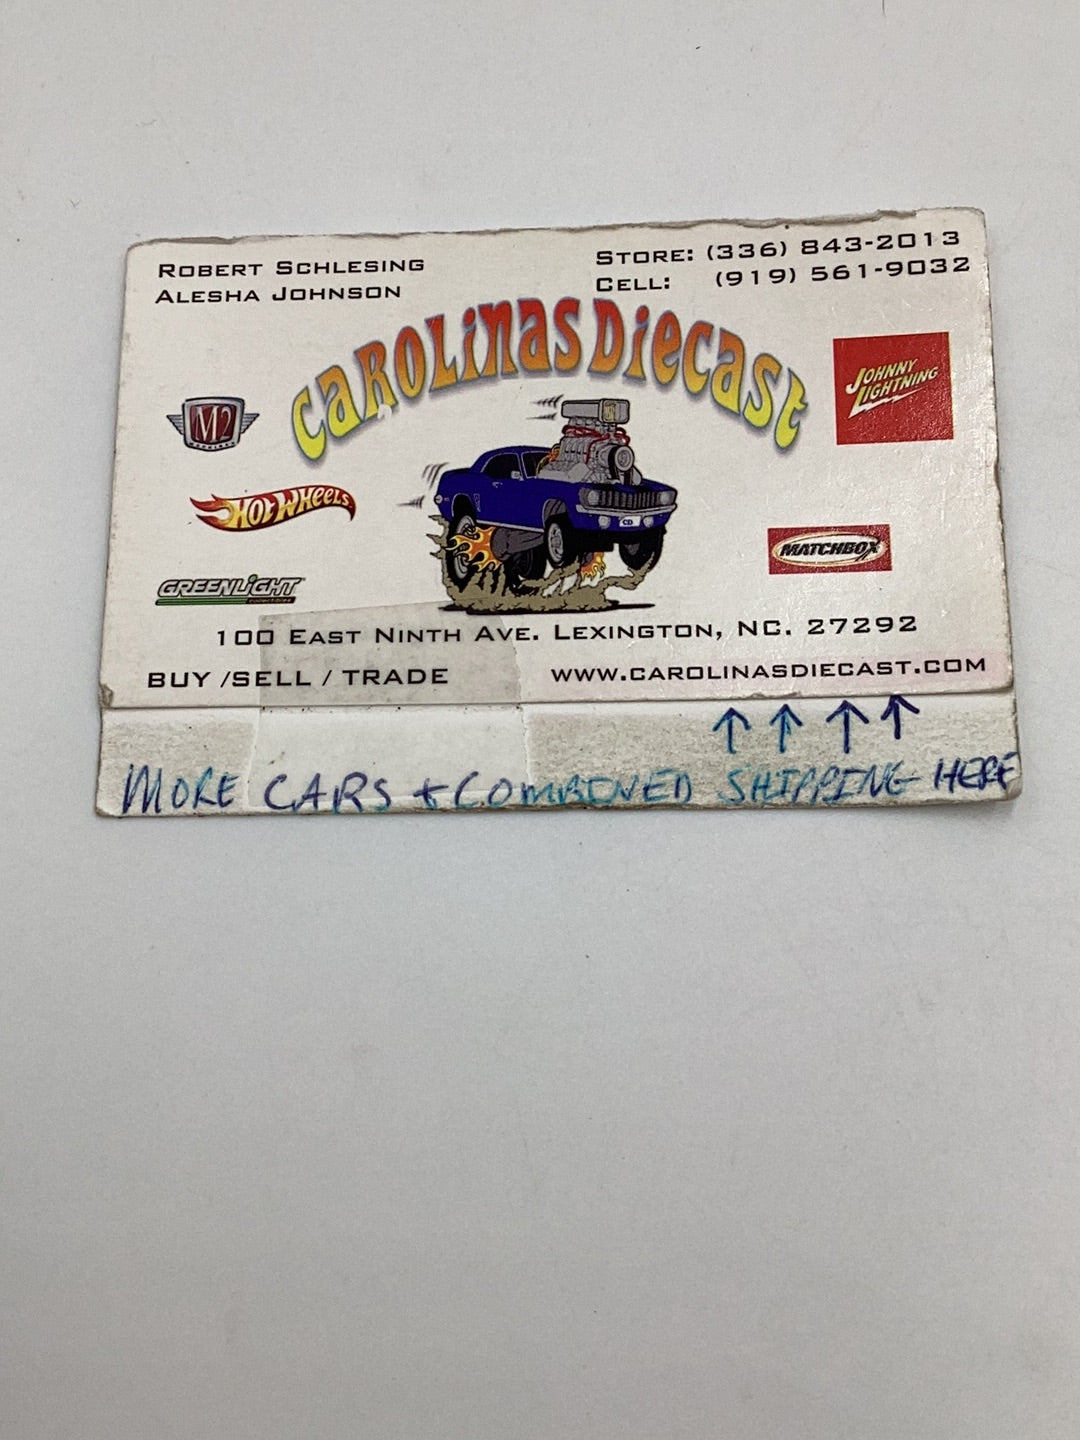 ROBERT SCHLESING
ALESHA JOHNSON
STORE: (336) 843-2013
CELL: (919) 561-9032
CAROLINAS DIECAST
JOHNNY LIGHTNING
M2
MACHINES
HOT WHEELS
CD
MATCHBOX
GREENLIGHT
collectibles
100 EAST NINTH AVE. LEXINGTON, NC. 27292
BUY /SELL / TRADE
WWW.CAROLINASDIECAST.COM
↑ ↑ ↑ ↑
MORE CARS + COMBINED SHIPPING HERE